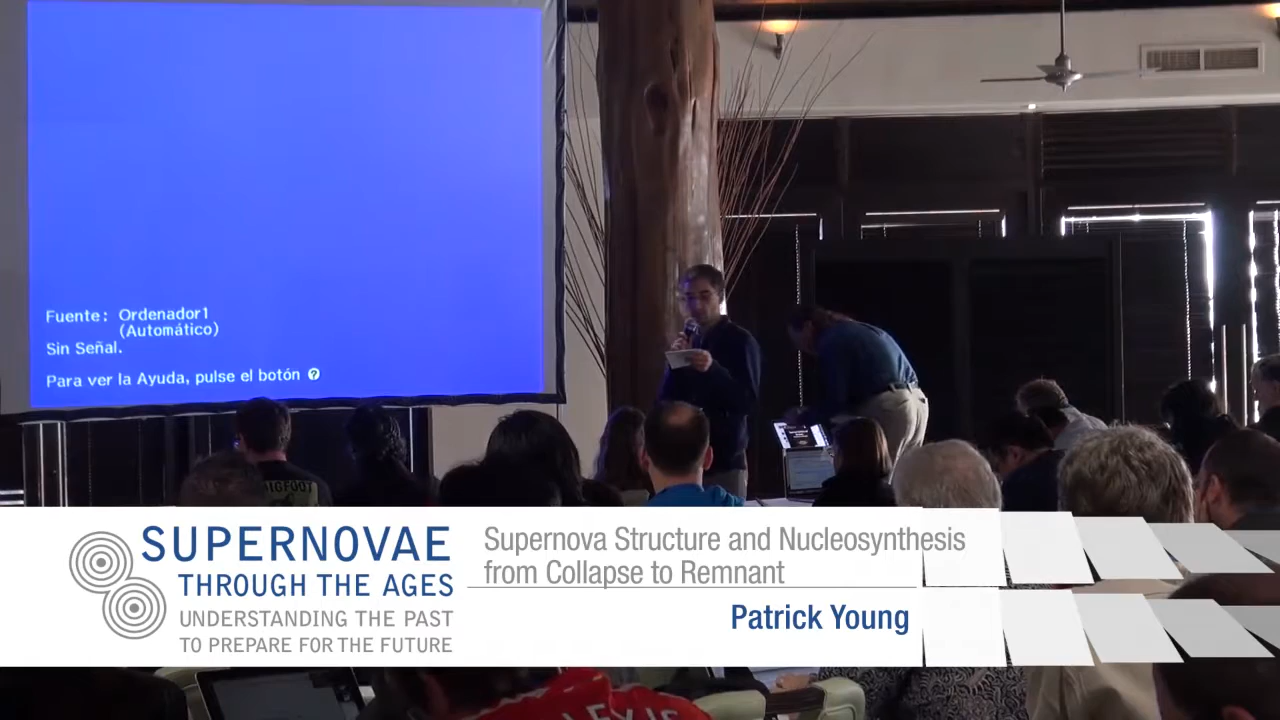 Fuente: Ordenador1
(Automático)
Sin Señal.
Para ver la Ayuda, pulse el botón ?
BIGFOOT
SUPERNOVAE
THROUGH THE AGES
UNDERSTANDING THE PAST
TO PREPARE FOR THE FUTURE
Supernova Structure and Nucleosynthesis
from Collapse to Remnant
Patrick Young